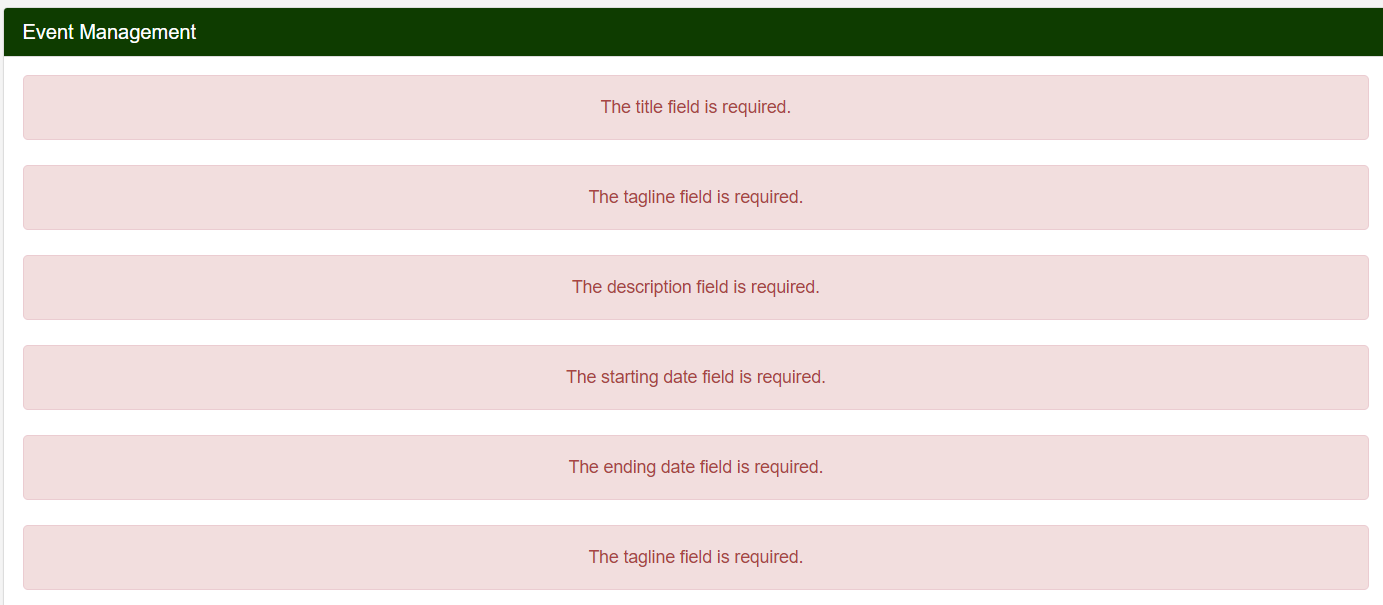 Event Management
The title field is required.
The tagline field is required.
The description field is required.
The starting date field is required.
The ending date field is required.
The tagline field is required.